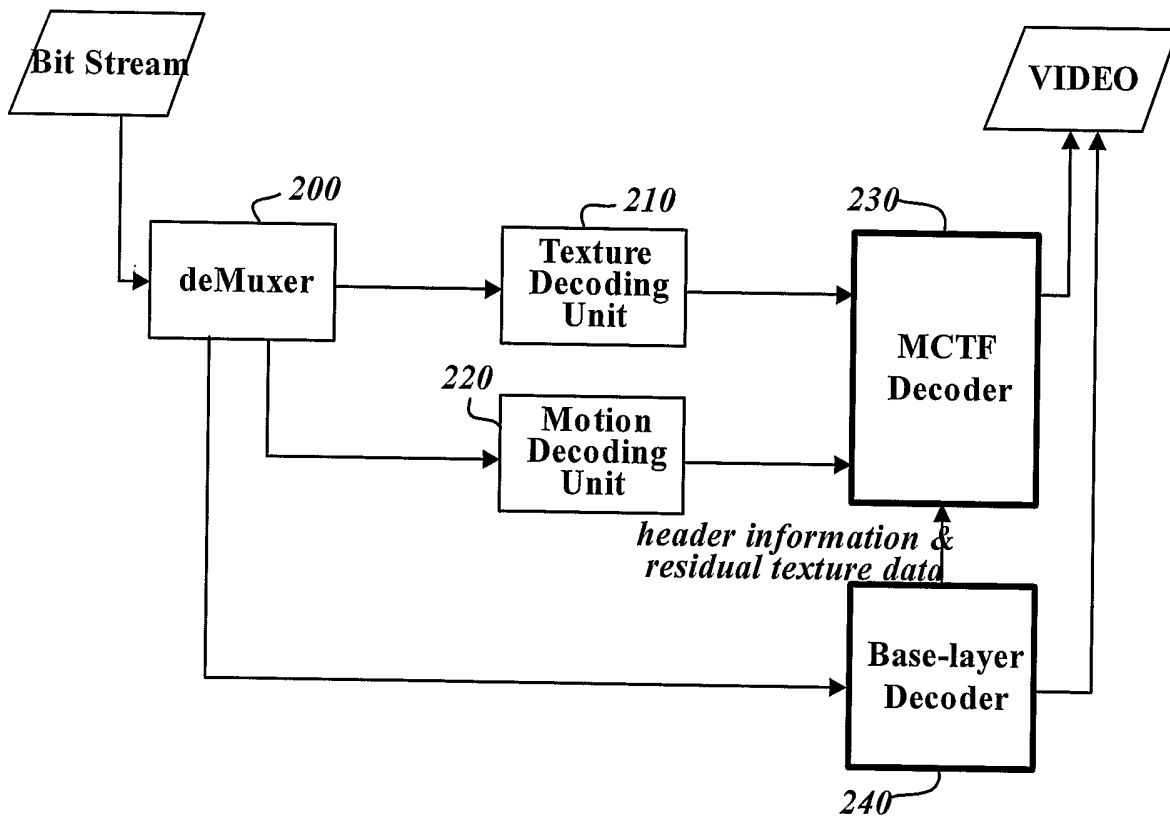 Bit Stream
VIDEO
200
deMuxer
210
Texture
Decoding
Unit
230
MCTF
Decoder
220
Motion
Decoding
Unit
header information &
residual texture data
Base-layer
Decoder
240